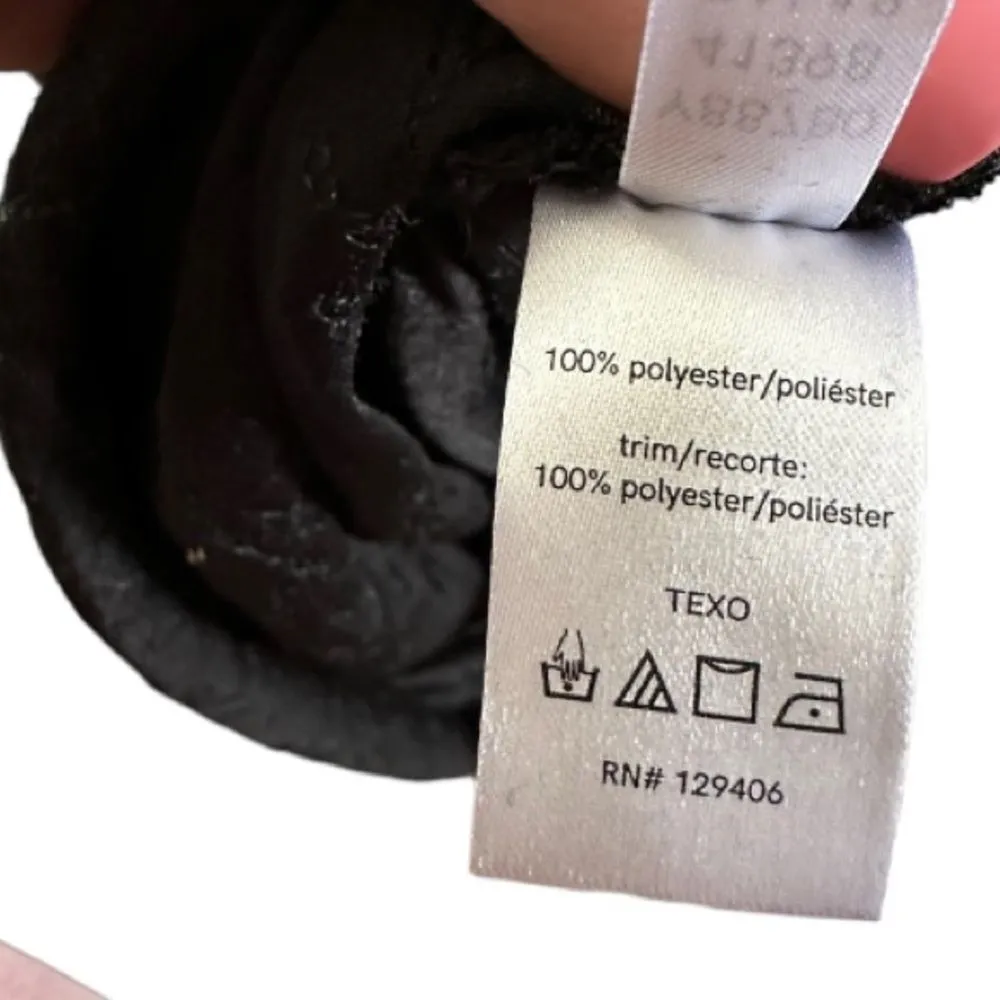 100% polyester/poliéster
trim/recorte:
100% polyester/poliéster
TEXO
RN# 129406